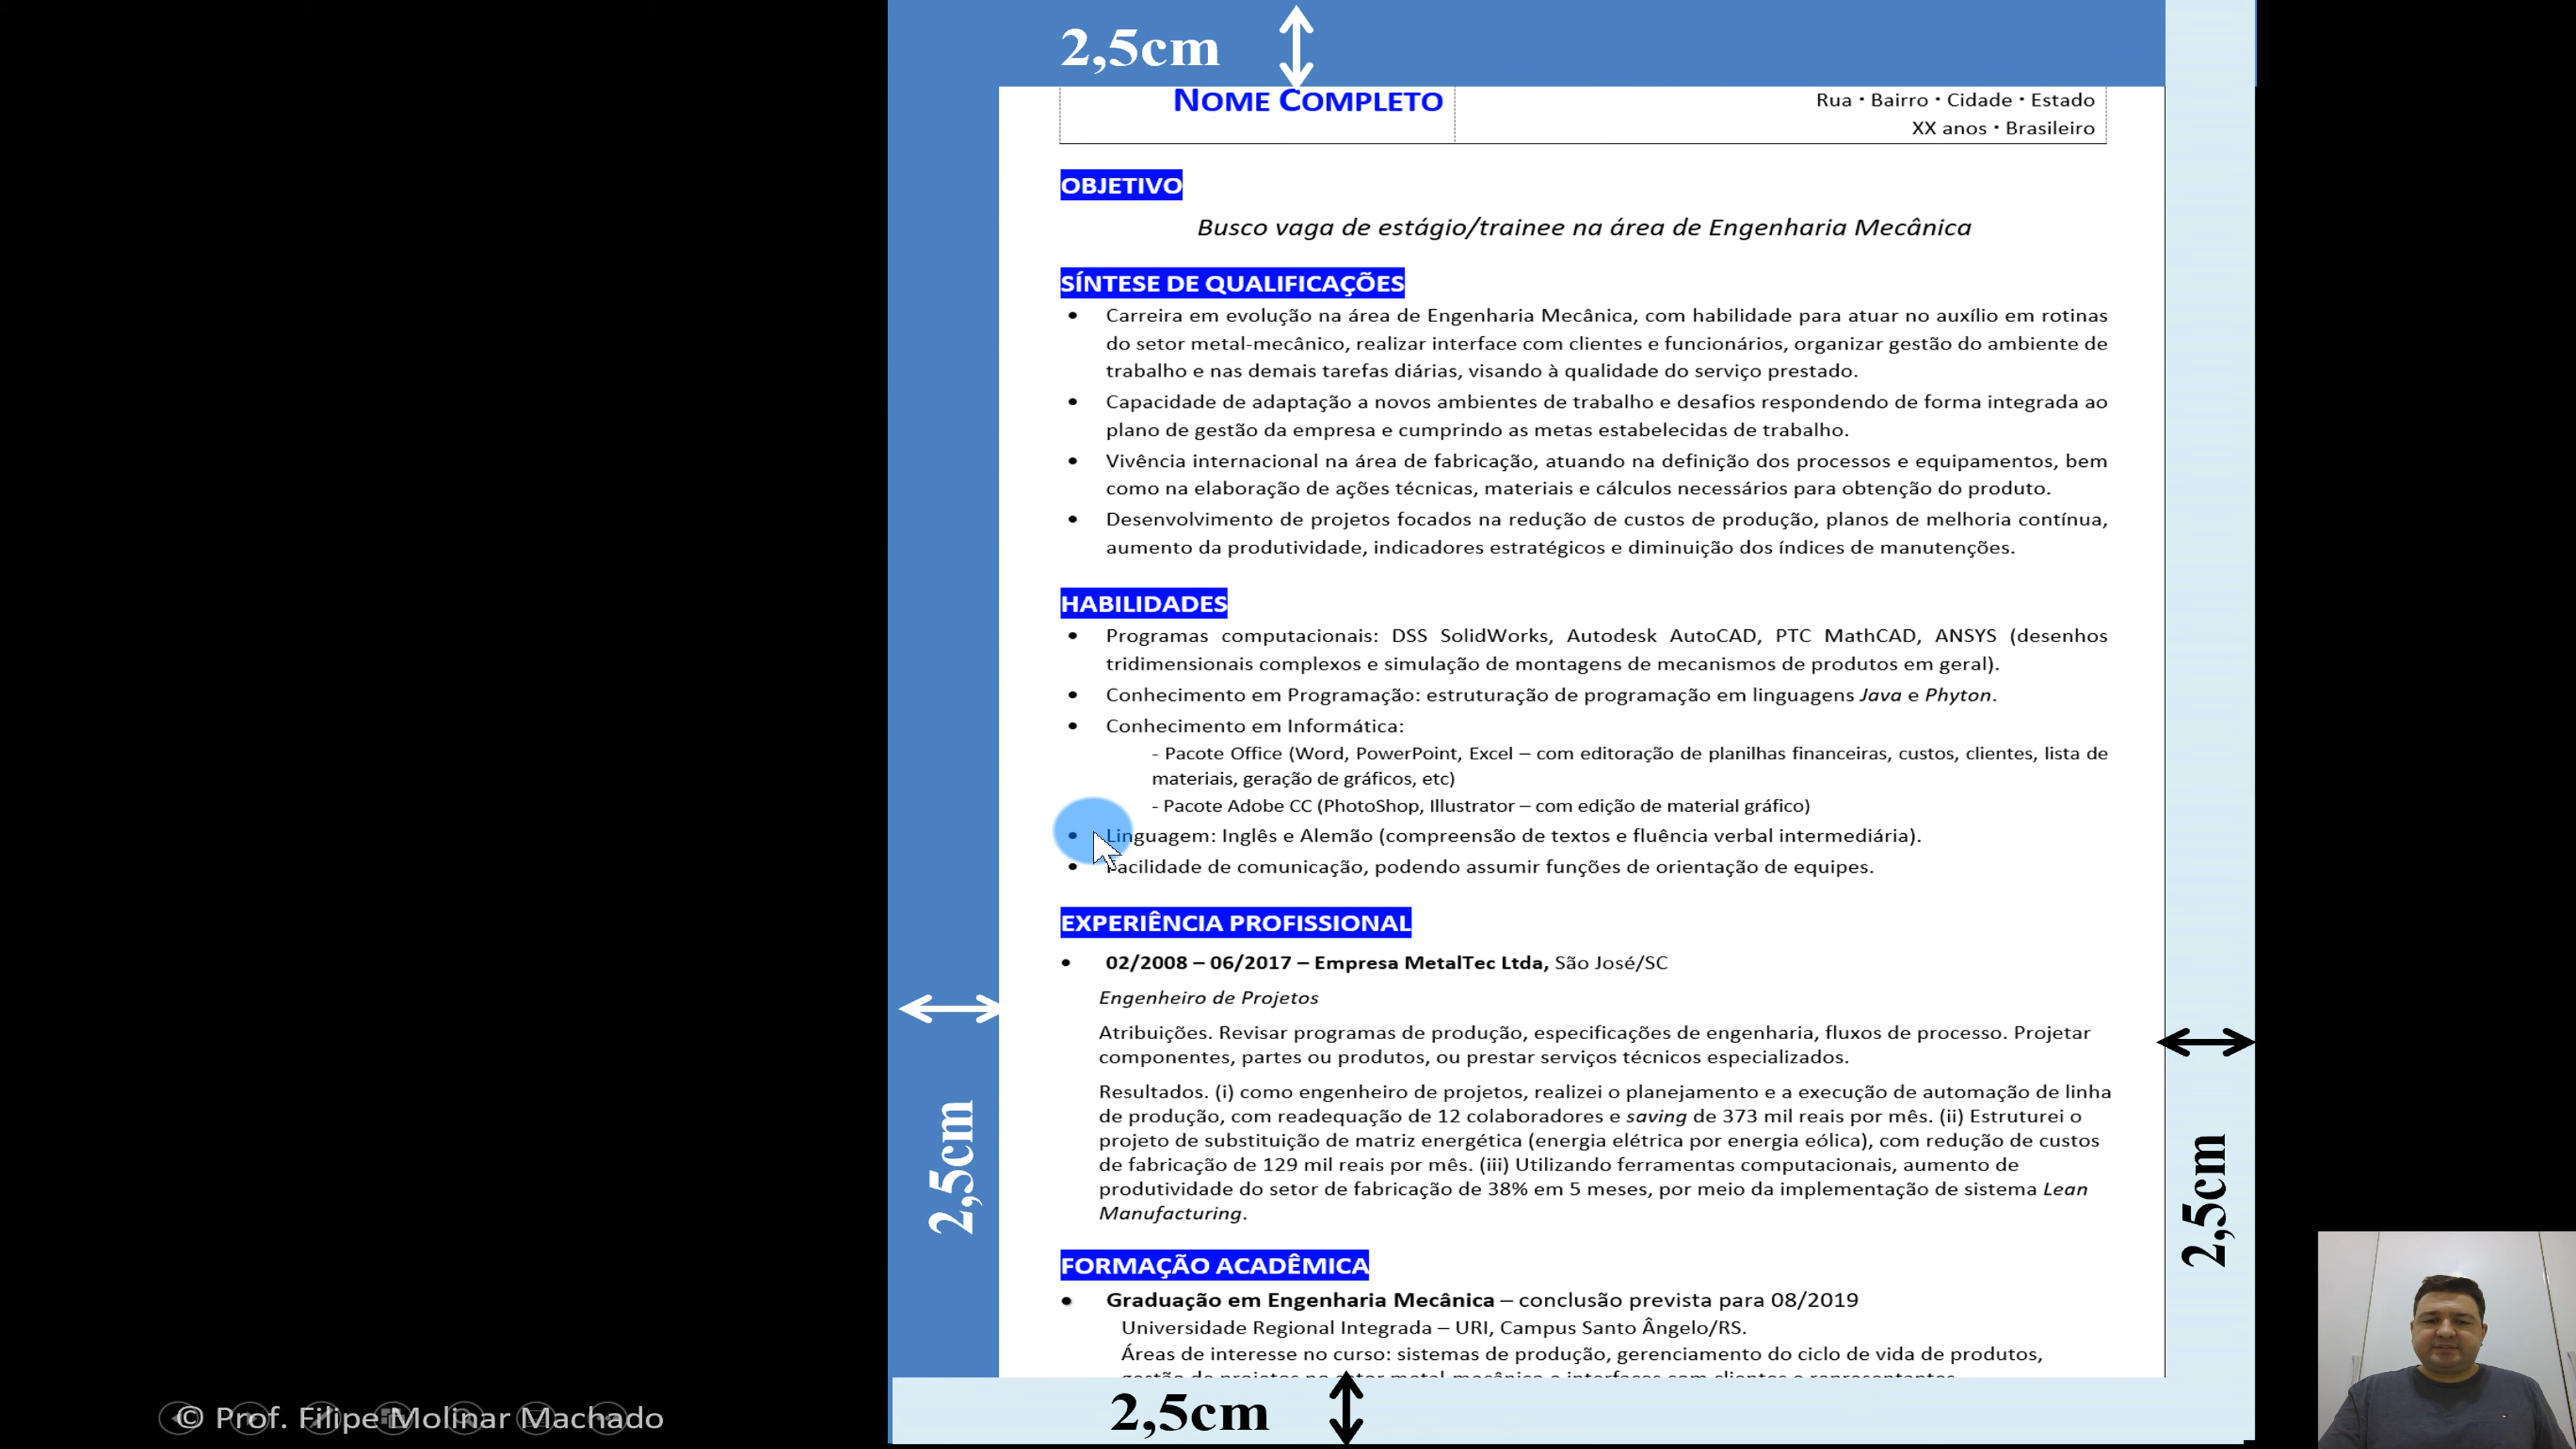 2,5cm
NOME COMPLETO
Rua · Bairro · Cidade · Estado
XX anos · Brasileiro
OBJETIVO
Busco vaga de estágio/trainee na área de Engenharia Mecânica
SÍNTESE DE QUALIFICAÇÕES
• Carreira em evolução na área de Engenharia Mecânica, com habilidade para atuar no auxílio em rotinas
do setor metal-mecânico, realizar interface com clientes e funcionários, organizar gestão do ambiente de
trabalho e nas demais tarefas diárias, visando à qualidade do serviço prestado.
• Capacidade de adaptação a novos ambientes de trabalho e desafios respondendo de forma integrada ao
plano de gestão da empresa e cumprindo as metas estabelecidas de trabalho.
• Vivência internacional na área de fabricação, atuando na definição dos processos e equipamentos, bem
como na elaboração de ações técnicas, materiais e cálculos necessários para obtenção do produto.
• Desenvolvimento de projetos focados na redução de custos de produção, planos de melhoria contínua,
aumento da produtividade, indicadores estratégicos e diminuição dos índices de manutenções.
HABILIDADES
• Programas computacionais: DSS SolidWorks, Autodesk AutoCAD, PTC MathCAD, ANSYS (desenhos
tridimensionais complexos e simulação de montagens de mecanismos de produtos em geral).
• Conhecimento em Programação: estruturação de programação em linguagens Java e Phyton.
• Conhecimento em Informática:
- Pacote Office (Word, PowerPoint, Excel – com editoração de planilhas financeiras, custos, clientes, lista de
materiais, geração de gráficos, etc)
- Pacote Adobe CC (PhotoShop, Illustrator – com edição de material gráfico)
• Linguagem: Inglês e Alemão (compreensão de textos e fluência verbal intermediária).
• Facilidade de comunicação, podendo assumir funções de orientação de equipes.
EXPERIÊNCIA PROFISSIONAL
• 02/2008 – 06/2017 – Empresa MetalTec Ltda, São José/SC
Engenheiro de Projetos
Atribuições. Revisar programas de produção, especificações de engenharia, fluxos de processo. Projetar
componentes, partes ou produtos, ou prestar serviços técnicos especializados.
Resultados. (i) como engenheiro de projetos, realizei o planejamento e a execução de automação de linha
de produção, com readequação de 12 colaboradores e saving de 373 mil reais por mês. (ii) Estruturei o
projeto de substituição de matriz energética (energia elétrica por energia eólica), com redução de custos
de fabricação de 129 mil reais por mês. (iii) Utilizando ferramentas computacionais, aumento de
produtividade do setor de fabricação de 38% em 5 meses, por meio da implementação de sistema Lean
Manufacturing.
2,5cm
2,5cm
FORMAÇÃO ACADÊMICA
• Graduação em Engenharia Mecânica – conclusão prevista para 08/2019
Universidade Regional Integrada – URI, Campus Santo Ângelo/RS.
Áreas de interesse no curso: sistemas de produção, gerenciamento do ciclo de vida de produtos,
gestão de projetos no setor metal-mecânico e interfaces com clientes e representantes.
2,5cm
© Prof. Filipe Molinar Machado